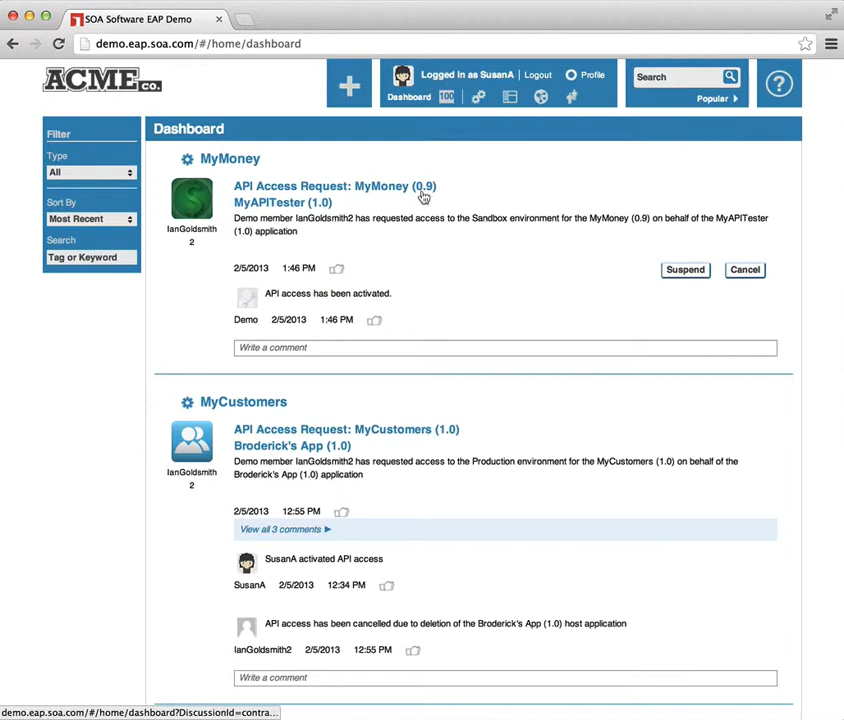 SOA Software EAP Demo
demo.eap.soa.com/#/home/dashboard
ACME co.
Logged in as SusanA Logout Profile
Dashboard 100
Search
Popular
?
Filter
Type
All
Sort By
Most Recent
Search
Tag or Keyword
Dashboard
MyMoney
API Access Request: MyMoney (0.9)
MyAPITester (1.0)
Demo member IanGoldsmith2 has requested access to the Sandbox environment for the MyMoney (0.9) on behalf of the MyAPITester
(1.0) application
IanGoldsmith
2
2/5/2013 1:46 PM
Suspend Cancel
API access has been activated.
Demo 2/5/2013 1:46 PM
Write a comment
MyCustomers
API Access Request: MyCustomers (1.0)
Broderick's App (1.0)
Demo member IanGoldsmith2 has requested access to the Production environment for the MyCustomers (1.0) on behalf of the
Broderick's App (1.0) application
IanGoldsmith
2
2/5/2013 12:55 PM
View all 3 comments
SusanA activated API access
SusanA 2/5/2013 12:34 PM
API access has been cancelled due to deletion of the Broderick's App (1.0) host application
IanGoldsmith2 2/5/2013 12:55 PM
Write a comment
demo.eap.soa.com/#/home/dashboard?DiscussionId=contra...